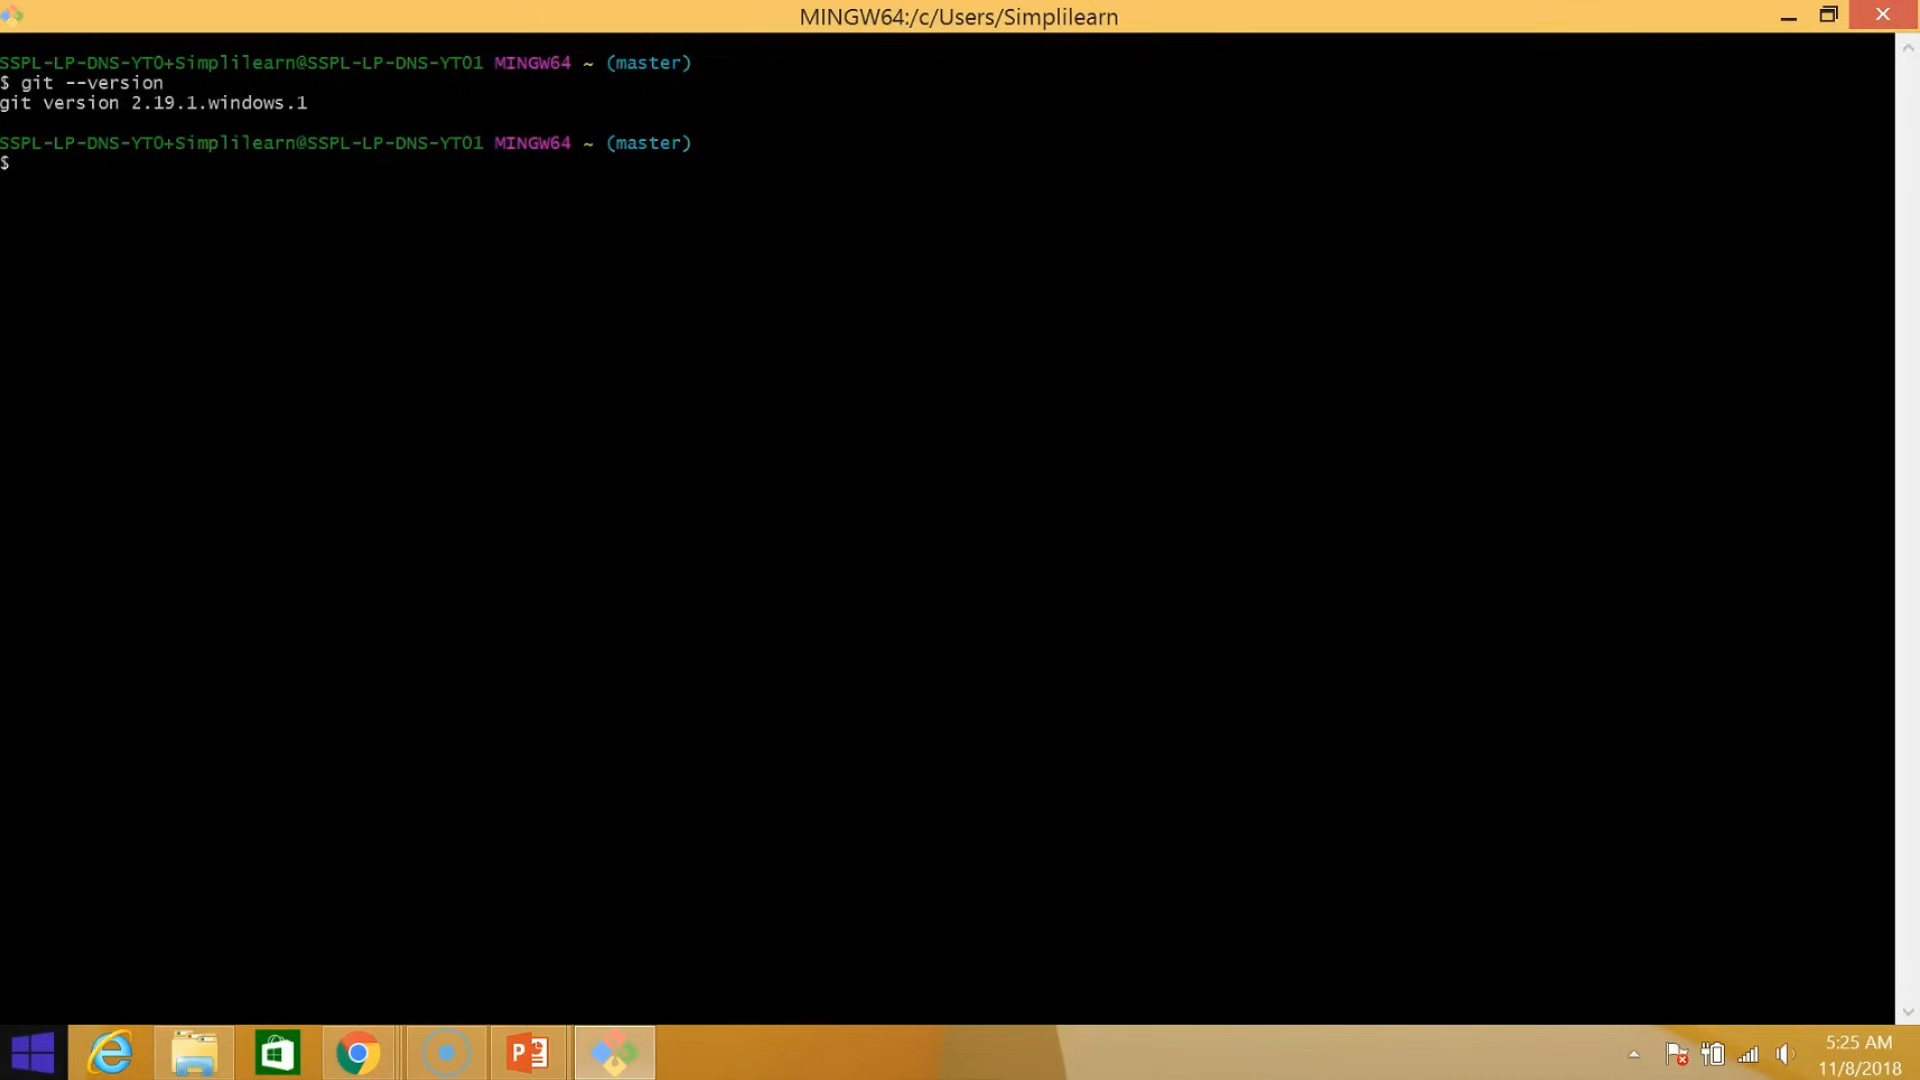 MINGW64:/c/Users/Simplilearn
SSPL-LP-DNS-YT0+Simplilearn@SSPL-LP-DNS-YT01 MINGW64 ~ (master)
$ git --version
git version 2.19.1.windows.1
SSPL-LP-DNS-YT0+Simplilearn@SSPL-LP-DNS-YT01 MINGW64 ~ (master)
$
5:25 AM
11/8/2018